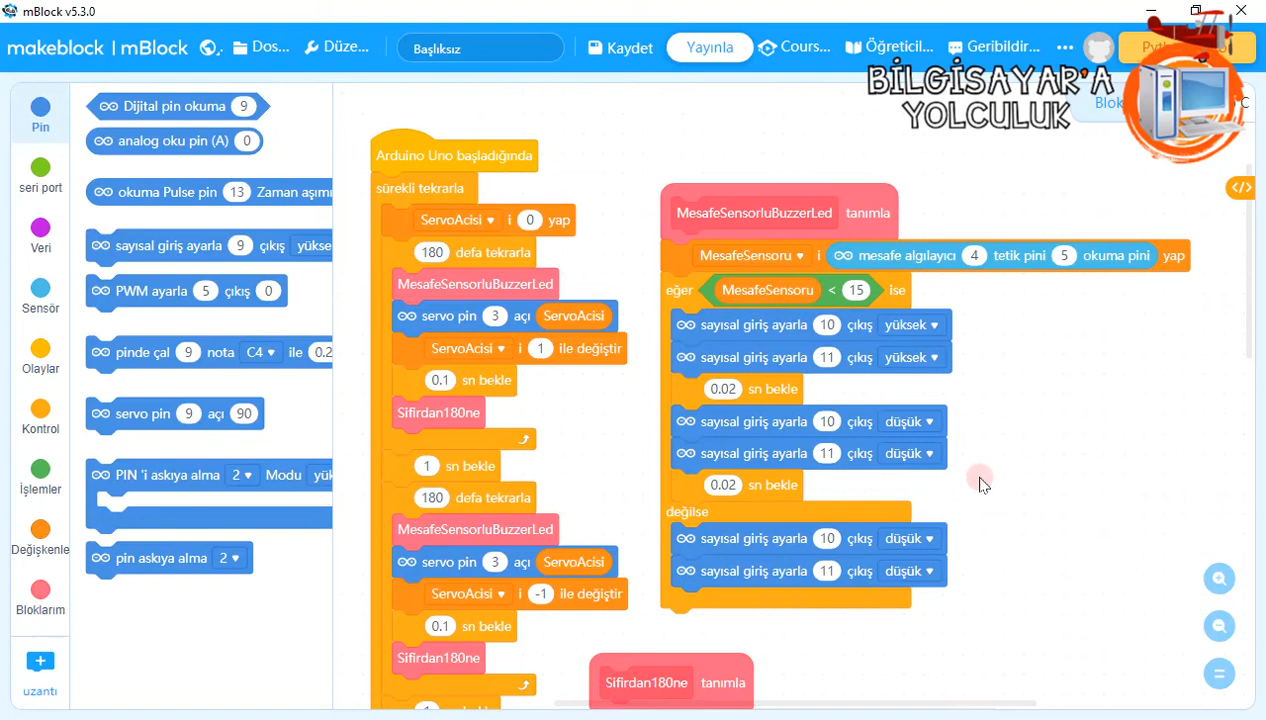 mBlock v5.3.0
makeblock | mBlock
Dos...
Düze...
Başlıksız
Kaydet
Yayınla
Cours...
Öğreticil...
Geribildir...
BİLGİSAYAR'A
YOLCULUK
Pin
seri port
Veri
Sensör
Olaylar
Kontrol
İşlemler
Değişkenle
Bloklarım
uzantı
Dijital pin okuma 9
analog oku pin (A) 0
okuma Pulse pin 13 Zaman aşımı
sayısal giriş ayarla 9 çıkış yükse
PWM ayarla 5 çıkış 0
pinde çal 9 nota C4 ile 0.2
servo pin 9 açı 90
PIN 'i askıya alma 2 Modu yük
pin askıya alma 2
Arduino Uno başladığında
sürekli tekrarla
ServoAcisi i 0 yap
180 defa tekrarla
MesafeSensorluBuzzerLed
servo pin 3 açı ServoAcisi
ServoAcisi i 1 ile değiştir
0.1 sn bekle
Sifirdan180ne
1 sn bekle
180 defa tekrarla
MesafeSensorluBuzzerLed
servo pin 3 açı ServoAcisi
ServoAcisi i -1 ile değiştir
0.1 sn bekle
Sifirdan180ne
MesafeSensorluBuzzerLed tanımla
MesafeSensoru i mesafe algılayıcı 4 tetik pini 5 okuma pini yap
eğer MesafeSensoru < 15 ise
sayısal giriş ayarla 10 çıkış yüksek
sayısal giriş ayarla 11 çıkış yüksek
0.02 sn bekle
sayısal giriş ayarla 10 çıkış düşük
sayısal giriş ayarla 11 çıkış düşük
0.02 sn bekle
değilse
sayısal giriş ayarla 10 çıkış düşük
sayısal giriş ayarla 11 çıkış düşük
Sifirdan180ne tanımla